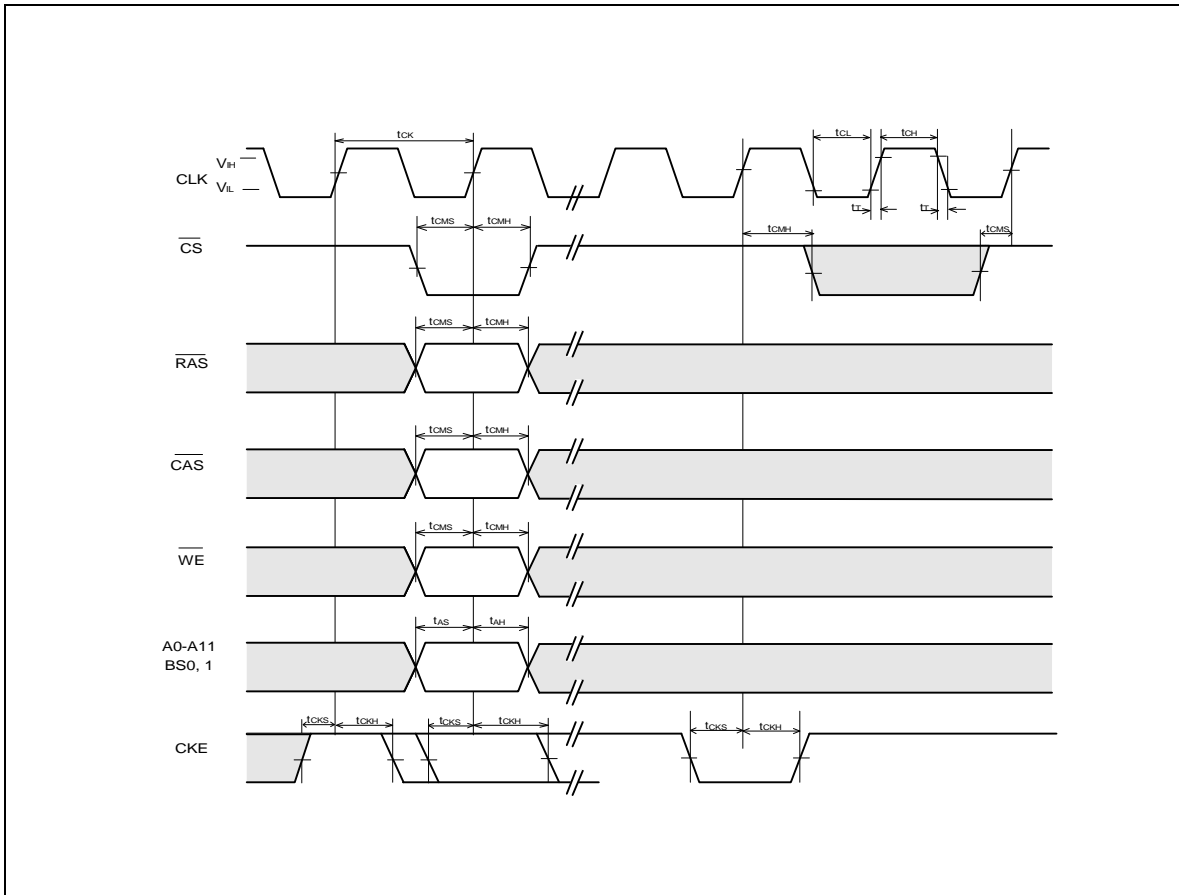 tCK
tCL
tCH
VIH
CLK
VIL
tT
tT
tCMS
tCMH
tCMH
tCMS
CS
tCMS
tCMH
RAS
tCMS
tCMH
CAS
tCMS
tCMH
WE
tAS
tAH
A0-A11
BS0, 1
tCKS
tCKH
tCKS
tCKH
tCKS
tCKH
CKE